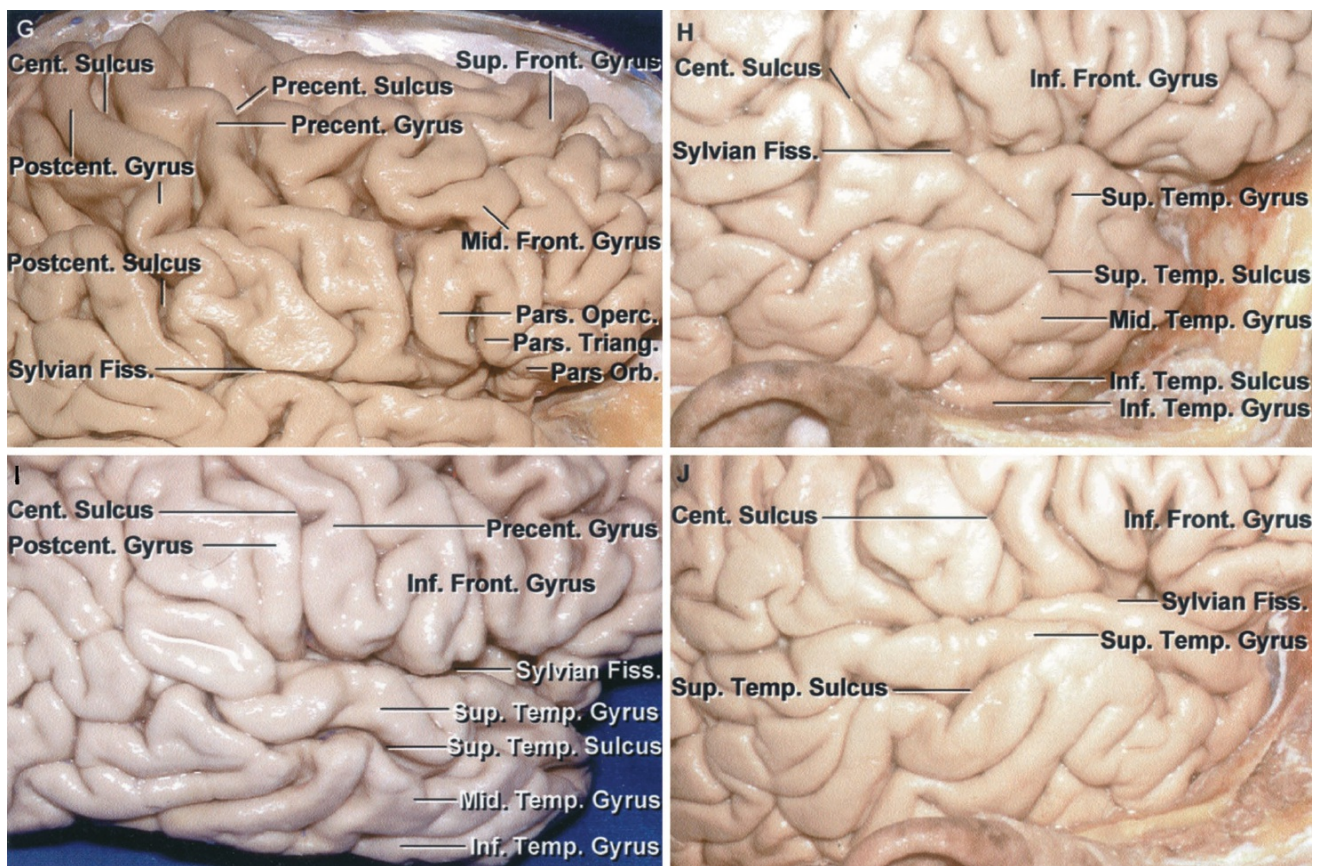 G
Cent. Sulcus
Sup. Front. Gyrus
Precent. Sulcus
Precent. Gyrus
Postcent. Gyrus
Mid. Front. Gyrus
Postcent. Sulcus
Pars. Operc.
Pars. Triang.
Sylvian Fiss.
Pars Orb.
H
Cent. Sulcus
Inf. Front. Gyrus
Sylvian Fiss.
Sup. Temp. Gyrus
Sup. Temp. Sulcus
Mid. Temp. Gyrus
Inf. Temp. Sulcus
Inf. Temp. Gyrus
I
Cent. Sulcus
Precent. Gyrus
Postcent. Gyrus
Inf. Front. Gyrus
Sylvian Fiss.
Sup. Temp. Gyrus
Sup. Temp. Sulcus
Mid. Temp. Gyrus
Inf. Temp. Gyrus
J
Cent. Sulcus
Inf. Front. Gyrus
Sylvian Fiss.
Sup. Temp. Gyrus
Sup. Temp. Sulcus